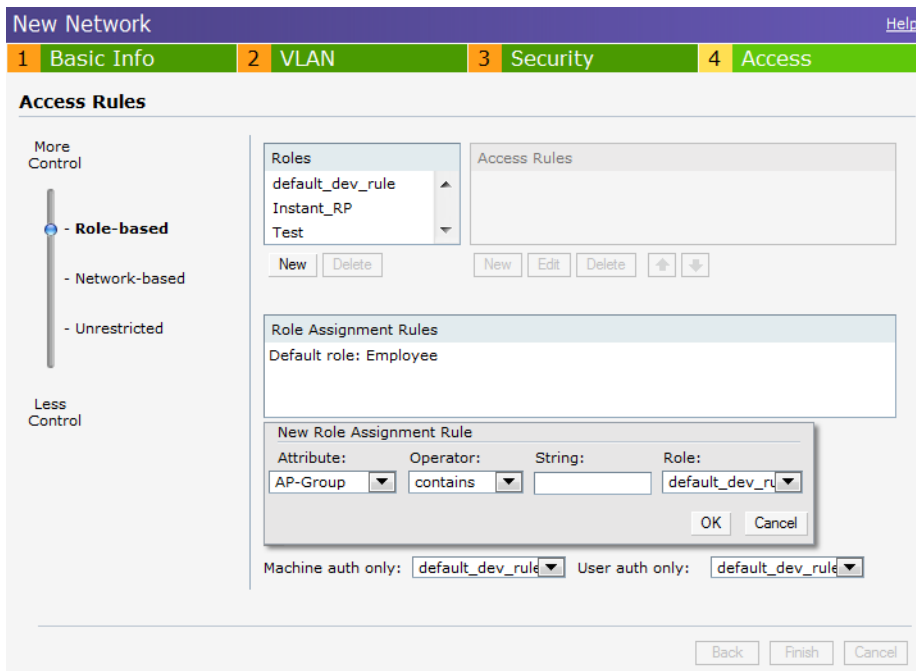 New Network
Help
1 Basic Info
2 VLAN
3 Security
4 Access
Access Rules
More
Control
- Role-based
- Network-based
- Unrestricted
Less
Control
Roles
default_dev_rule
Instant_RP
Test
New Delete
Access Rules
New Edit Delete
Role Assignment Rules
Default role: Employee
New Role Assignment Rule
Attribute: Operator: String: Role:
AP-Group contains default_dev_ru
OK Cancel
Machine auth only: default_dev_rule User auth only: default_dev_rule
Back Finish Cancel